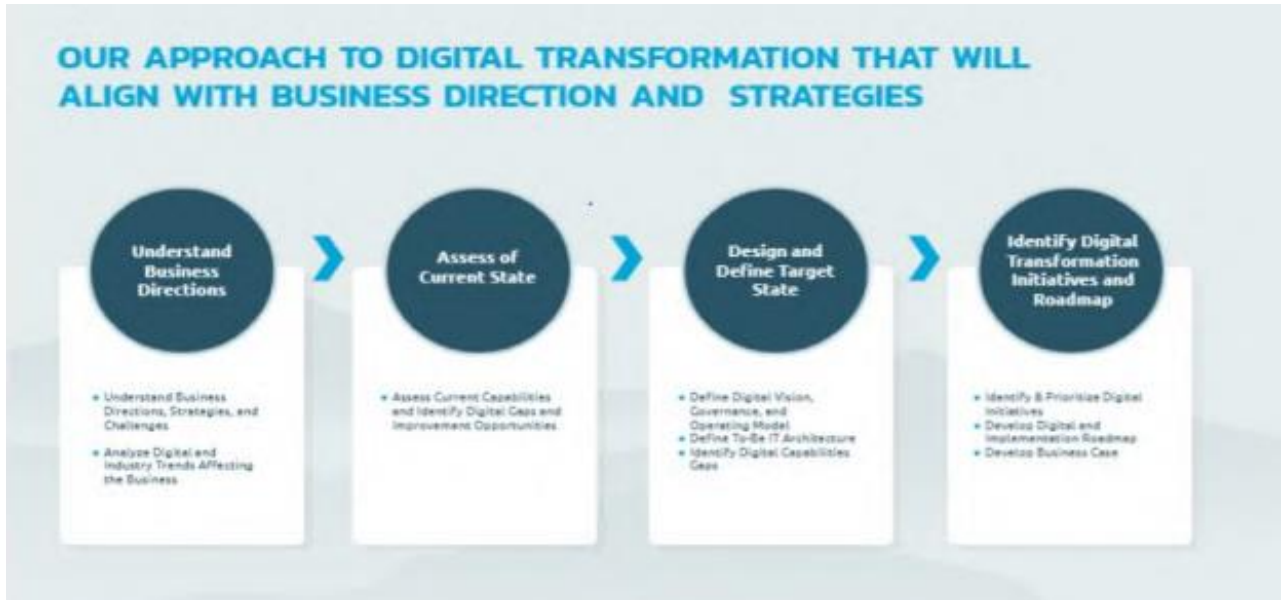 OUR APPROACH TO DIGITAL TRANSFORMATION THAT WILL
ALIGN WITH BUSINESS DIRECTION AND STRATEGIES
Understand
Business
Directions
• Understand Business
Directions, Strategies, and
Challenges
• Analyze Digital and
Industry Trends Affecting
the Business
Assess of
Current State
• Assess Current Capabilities
and Identify Digital Gaps and
Improvement Opportunities
Design and
Define Target
State
• Define Digital Vision,
Governance, and
Operating Model
• Define To-Be IT Architecture
• Identify Digital Capabilities
Gaps
Identify Digital
Transformation
Initiatives and
Roadmap
• Identify & Prioritize Digital
Initiatives
• Develop Digital and
Implementation Roadmap
• Develop Business Case